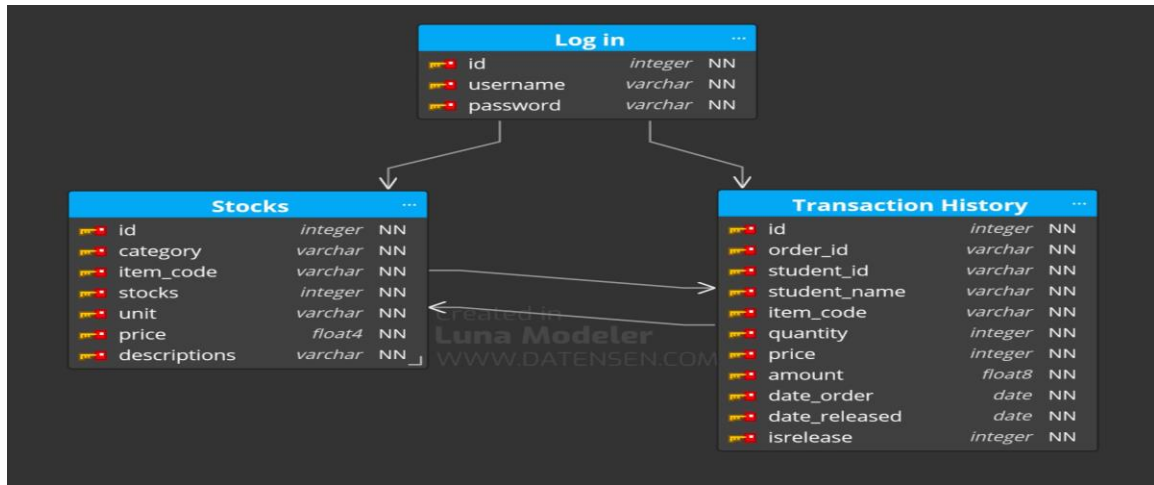 Log in ...
id integer NN
username varchar NN
password varchar NN
Stocks ...
id integer NN
category varchar NN
item_code varchar NN
stocks integer NN
unit varchar NN
price float4 NN
descriptions varchar NN
Transaction History ...
id integer NN
order_id varchar NN
student_id varchar NN
student_name varchar NN
item_code varchar NN
quantity integer NN
price integer NN
amount float8 NN
date_order date NN
date_released date NN
isrelease integer NN
Created in
Luna Modeler
WWW.DATENSEN.COM